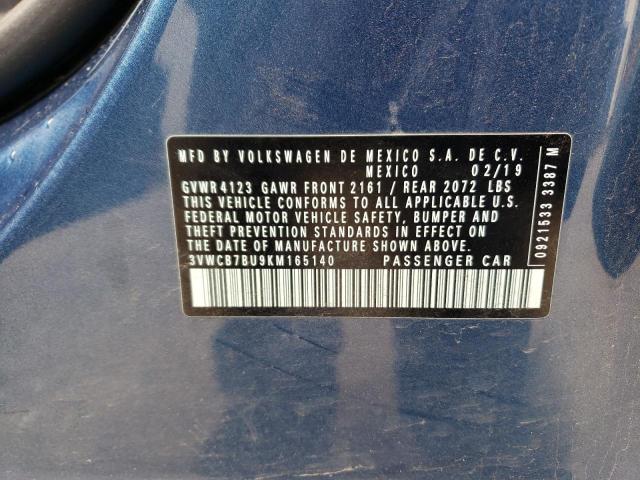 MFD BY VOLKSWAGEN DE MEXICO S.A. DE C.V.
MEXICO 02/19
GVWR4123 GAWR FRONT 2161 / REAR 2072 LBS
THIS VEHICLE CONFORMS TO ALL APPLICABLE U.S.
FEDERAL MOTOR VEHICLE SAFETY, BUMPER AND
THEFT PREVENTION STANDARDS IN EFFECT ON
THE DATE OF MANUFACTURE SHOWN ABOVE.
3VWCB7BU9KM165140 PASSENGER CAR
0921533 3387 M